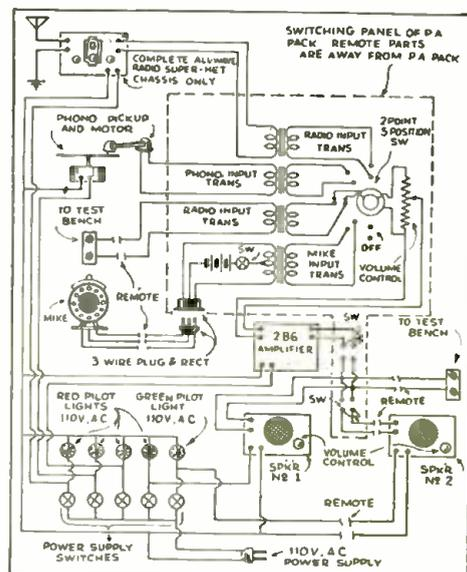 SWITCHING PANEL OF P A
PACK REMOTE PARTS
ARE AWAY FROM P A PACK
COMPLETE ALL-WAVE
RADIO SUPER-HET
CHASSIS ONLY
PHONO PICKUP
AND MOTOR
RADIO INPUT
TRANS
2 POINT
5 POSITION
SW
PHONO INPUT
TRANS
TO TEST
BENCH
RADIO INPUT
TRANS
SW
MIKE
INPUT
TRANS
OFF
VOLUME
CONTROL
REMOTE
MIKE
3 WIRE PLUG & RECT
2B6
AMPLIFIER
SW
TO TEST
BENCH
RED PILOT
LIGHTS
110V, AC
GREEN PILOT
LIGHT
110V, AC
SW
REMOTE
VOLUME
CONTROL
SPKR
Nº 1
SPKR
Nº 2
REMOTE
POWER SUPPLY
SWITCHES
110V. AC
POWER SUPPLY